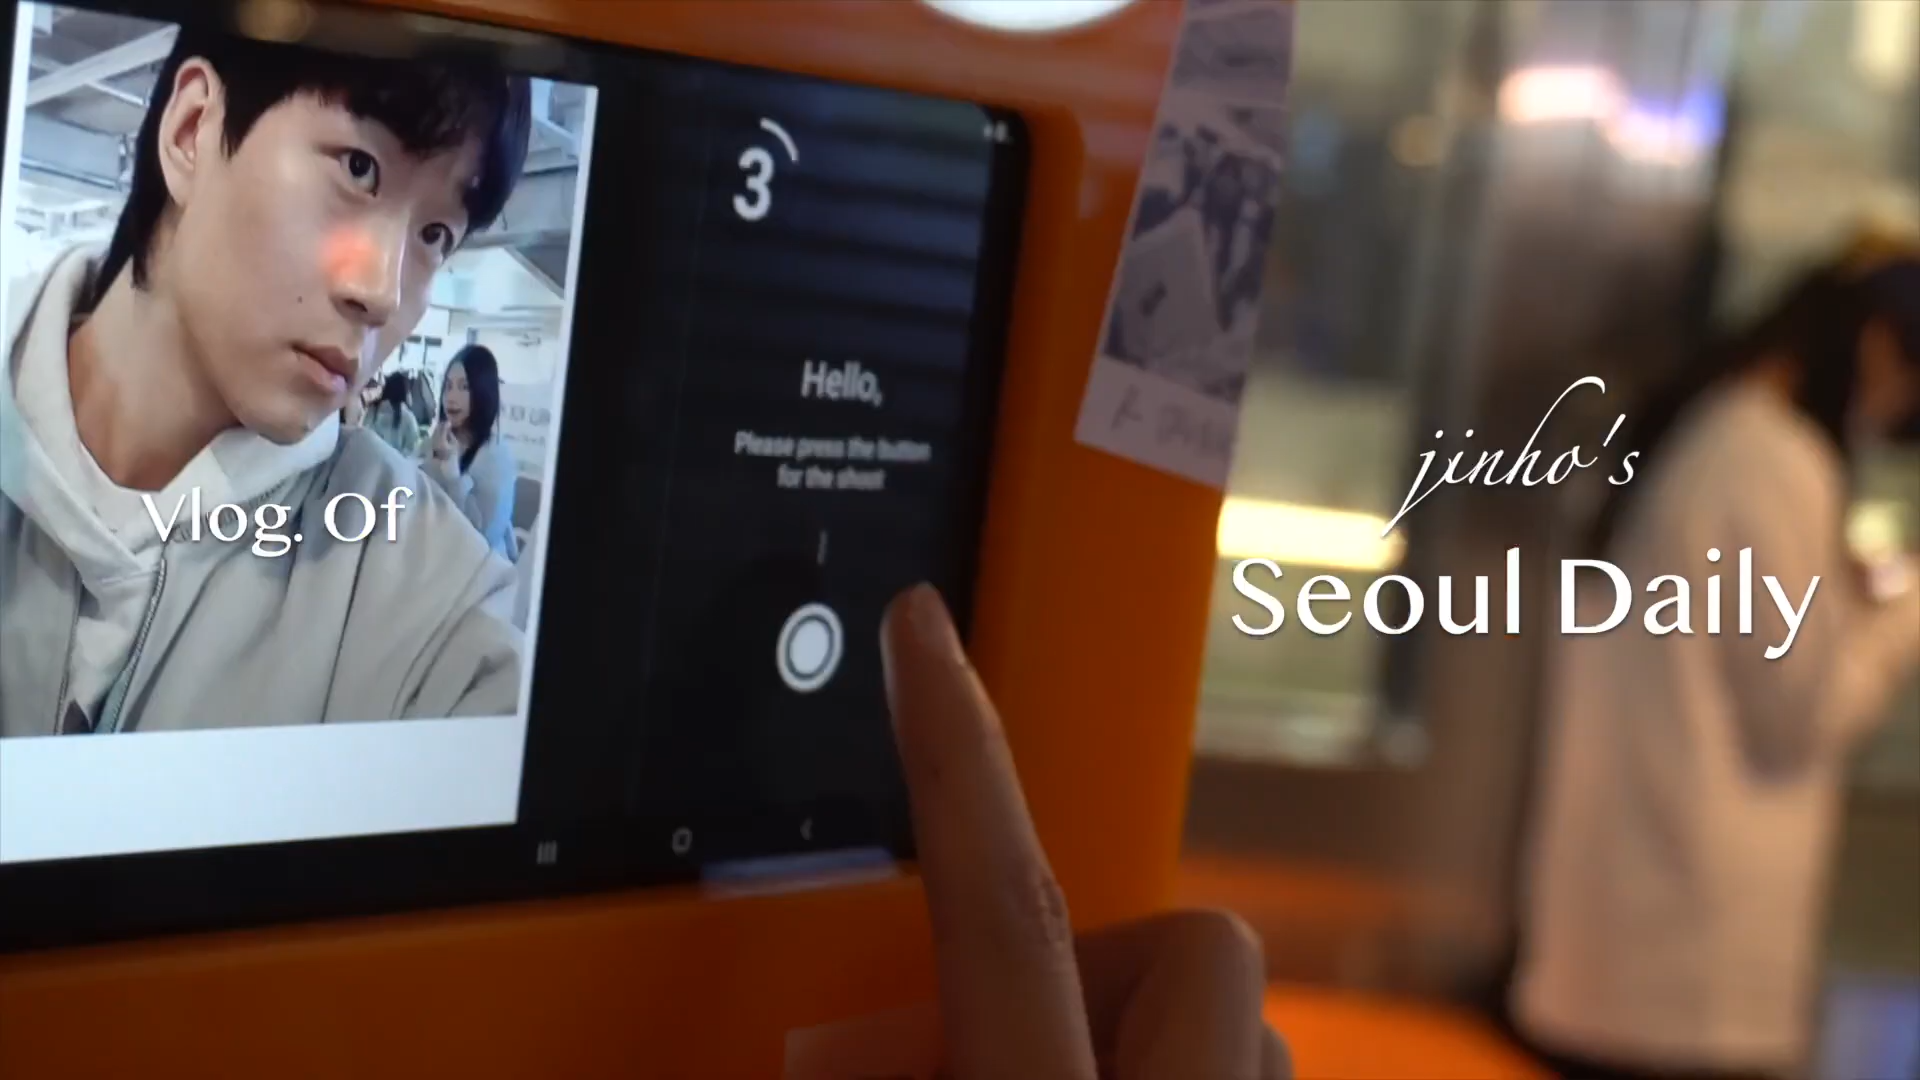 3
Hello,
Please press the button
for the shoot
Vlog. Of
jinho's
Seoul Daily